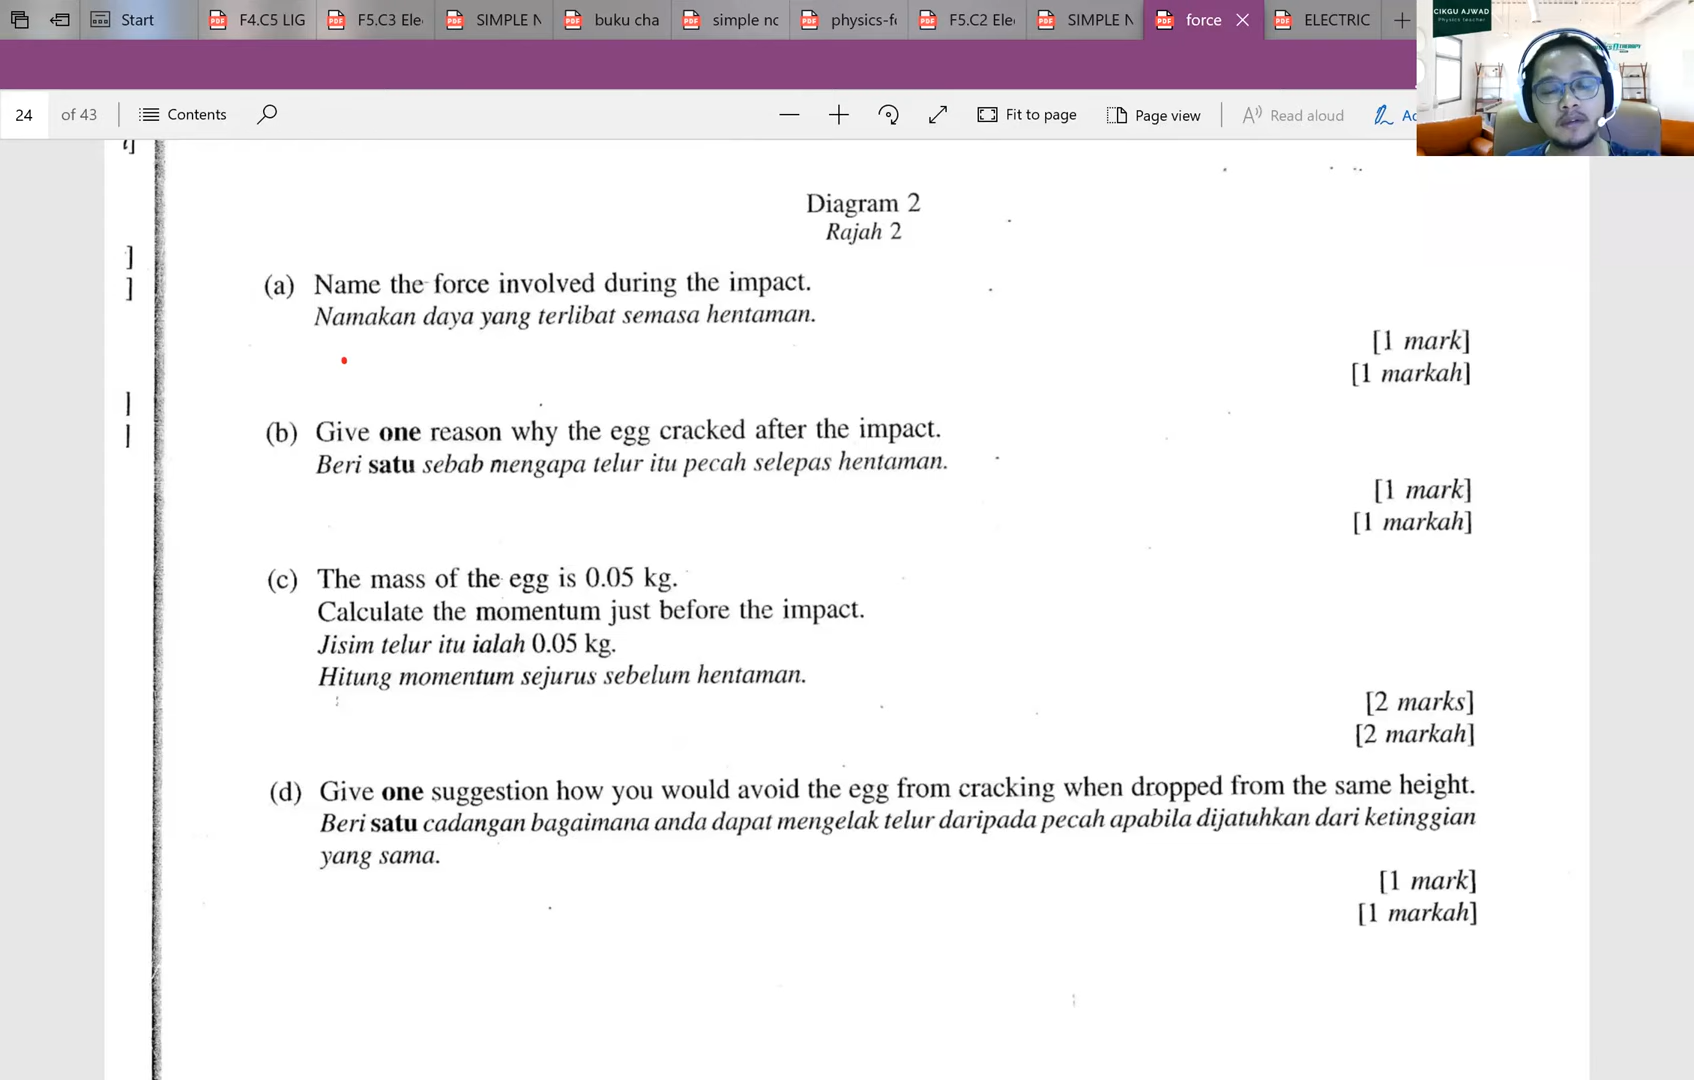 Start
F4.C5 LIG
F5.C3 Ele
SIMPLE N
buku cha
simple no
physics-f
F5.C2 Ele
SIMPLE N
force
ELECTRIC
CIKGU AJWAD
Physics teacher
24 of 43
Contents
Fit to page
Page view
Read aloud
Diagram 2
Rajah 2
(a) Name the force involved during the impact.
Namakan daya yang terlibat semasa hentaman.
[1 mark]
[1 markah]
(b) Give one reason why the egg cracked after the impact.
Beri satu sebab mengapa telur itu pecah selepas hentaman.
[1 mark]
[1 markah]
(c) The mass of the egg is 0.05 kg.
Calculate the momentum just before the impact.
Jisim telur itu ialah 0.05 kg.
Hitung momentum sejurus sebelum hentaman.
[2 marks]
[2 markah]
(d) Give one suggestion how you would avoid the egg from cracking when dropped from the same height.
Beri satu cadangan bagaimana anda dapat mengelak telur daripada pecah apabila dijatuhkan dari ketinggian
yang sama.
[1 mark]
[1 markah]